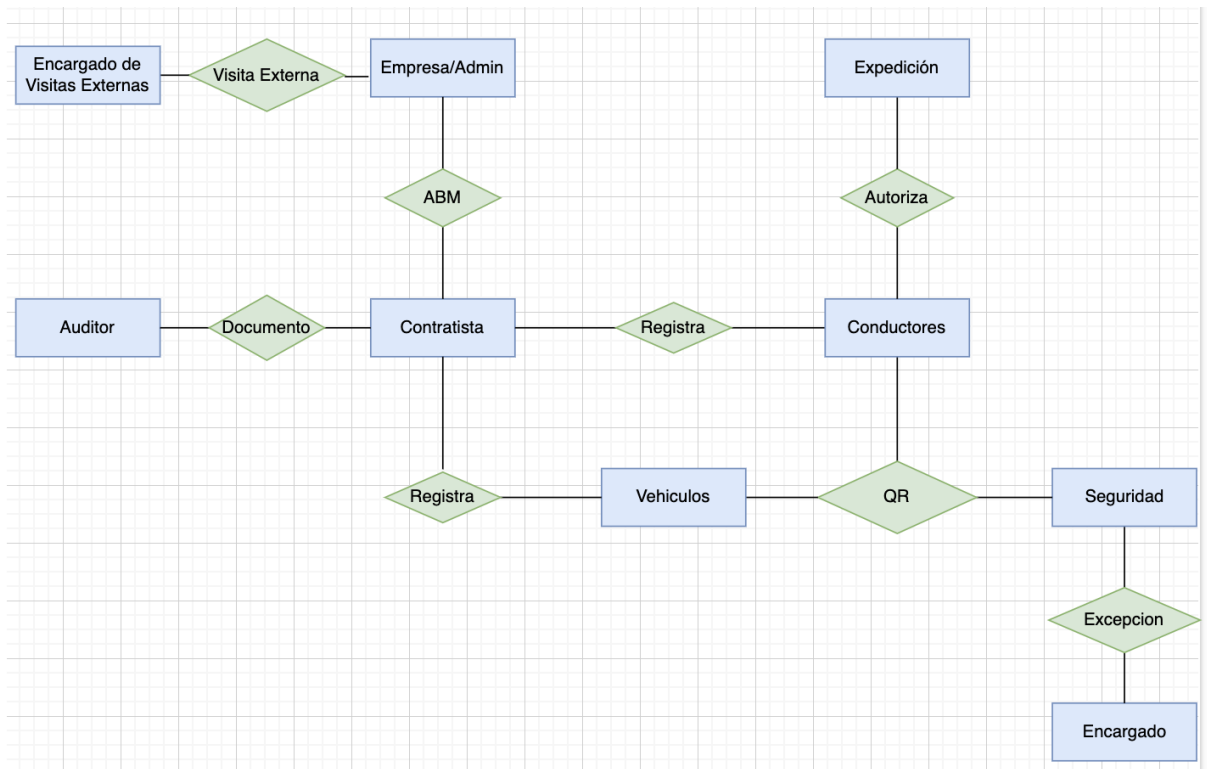 Encargado de
Visitas Externas
Visita Externa
Empresa/Admin
Expedición
ABM
Autoriza
Auditor
Documento
Contratista
Registra
Conductores
Registra
Vehiculos
QR
Seguridad
Excepcion
Encargado